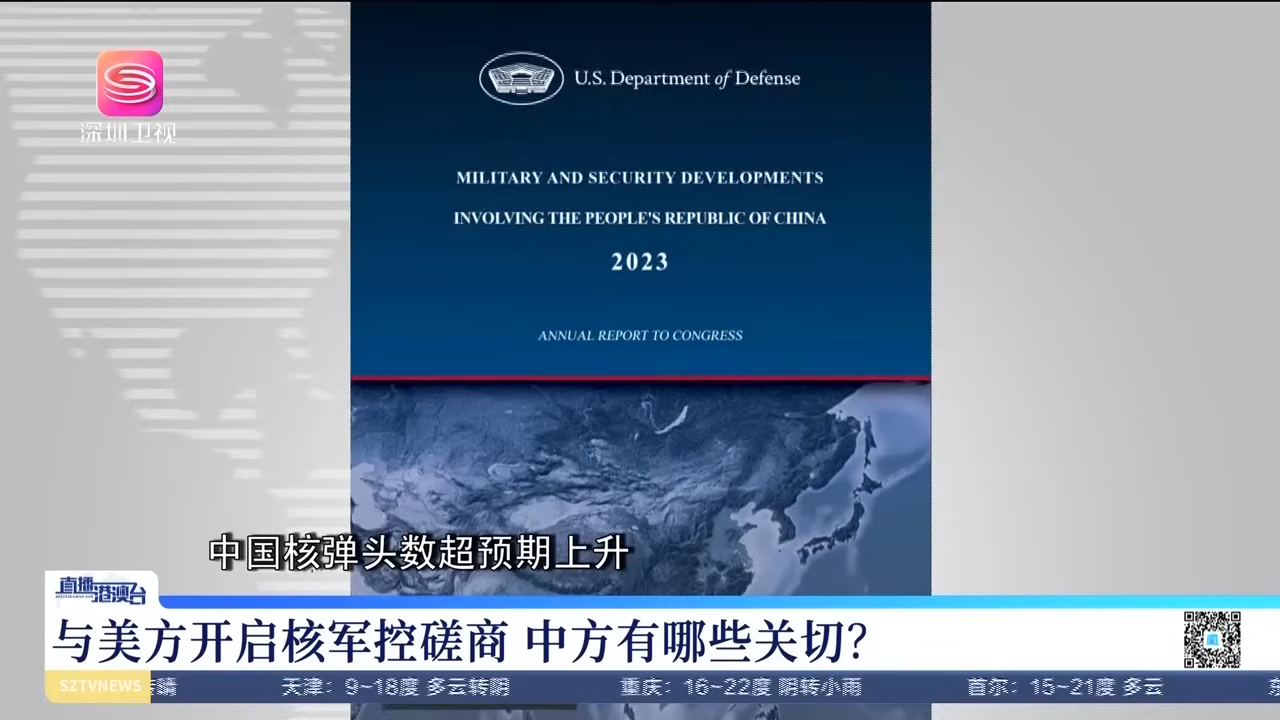 深圳卫视
U.S. Department of Defense
MILITARY AND SECURITY DEVELOPMENTS
INVOLVING THE PEOPLE'S REPUBLIC OF CHINA
2023
ANNUAL REPORT TO CONGRESS
中国核弹头数超预期上升
直播港澳台
与美方开启核军控磋商 中方有哪些关切?
SZTVNEWS
天津：9~18度 多云转晴 重庆：16~22度 阴转小雨 首尔：15~21度 多云